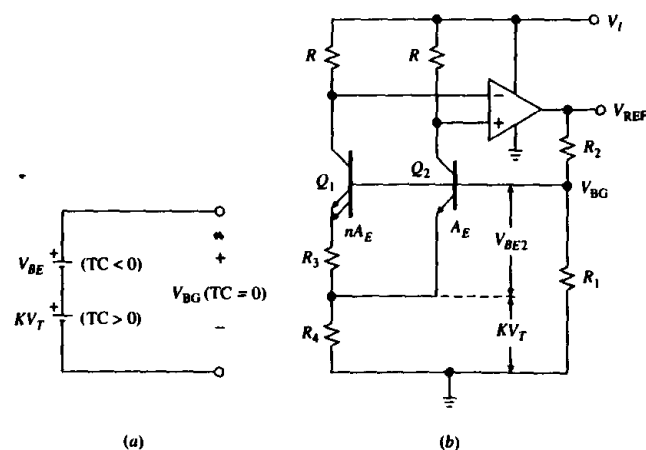 V_BE
+
(TC < 0)
KV_T
+
(TC > 0)
+
V_BG (TC = 0)
−
(a)
V_I
R
R
−
+
V_REF
R_2
Q_1
Q_2
V_BG
nA_E
A_E
V_BE2
R_3
R_1
R_4
KV_T
(b)